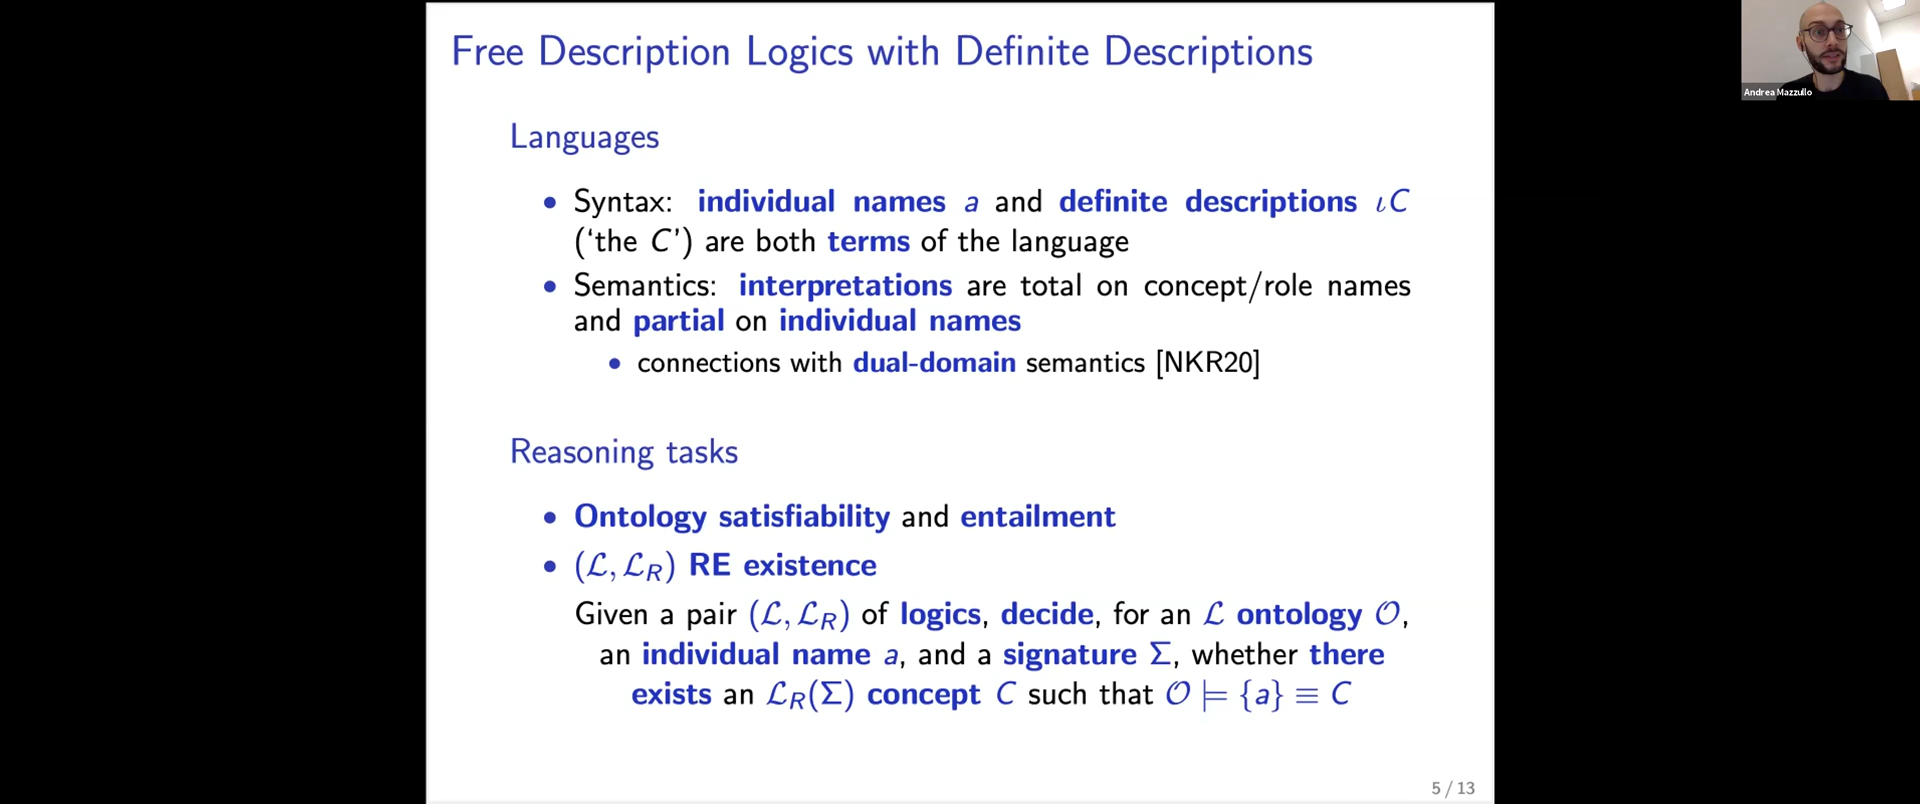 Free Description Logics with Definite Descriptions
Andrea Mazzullo
Languages
• Syntax: individual names a and definite descriptions ιC
(‘the C’) are both terms of the language
• Semantics: interpretations are total on concept/role names
and partial on individual names
• connections with dual-domain semantics [NKR20]
Reasoning tasks
• Ontology satisfiability and entailment
• (ℒ, ℒ_R) RE existence
Given a pair (ℒ, ℒ_R) of logics, decide, for an ℒ ontology 𝒪,
an individual name a, and a signature Σ, whether there
exists an ℒ_R(Σ) concept C such that 𝒪 ⊨ {a} ≡ C
5 / 13